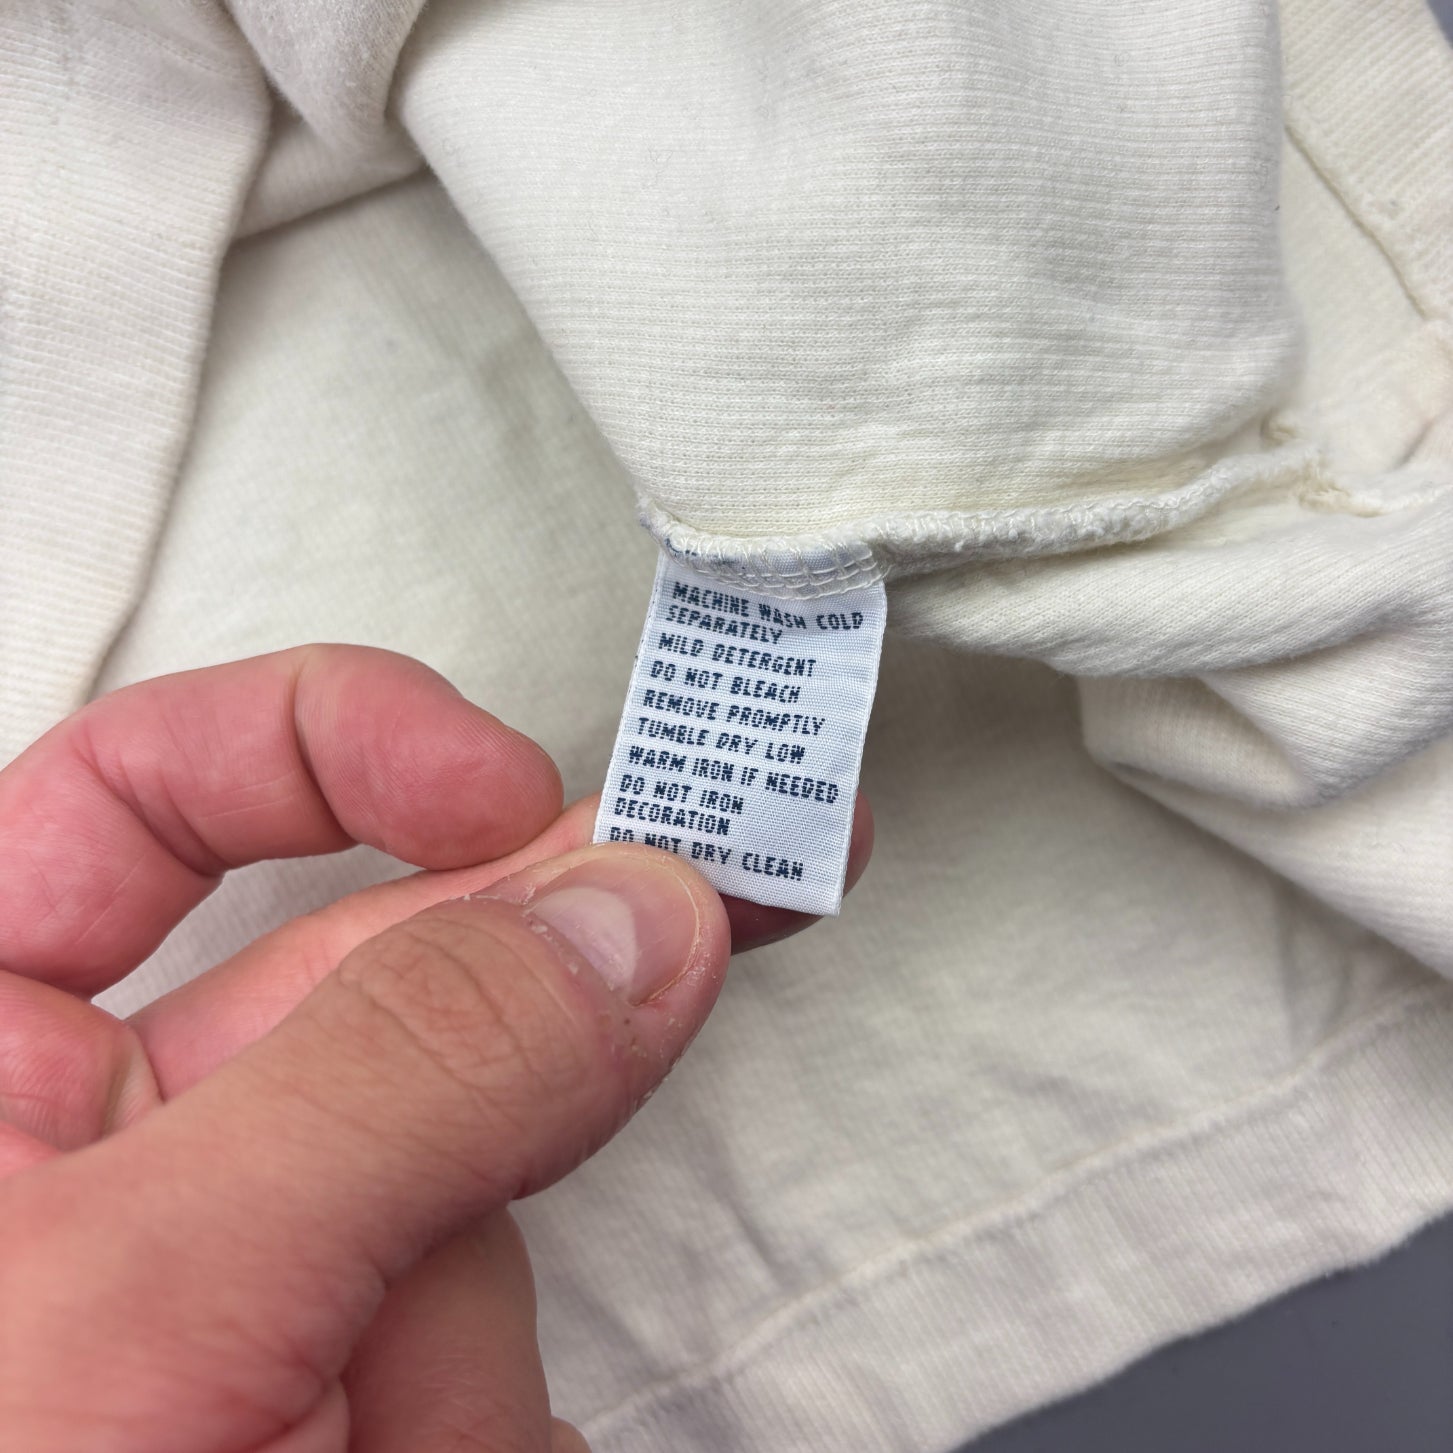 MACHINE WASH COLD
SEPARATELY
MILD DETERGENT
DO NOT BLEACH
REMOVE PROMPTLY
TUMBLE DRY LOW
WARM IRON IF NEEDED
DO NOT IRON
DECORATION
DO NOT DRY CLEAN